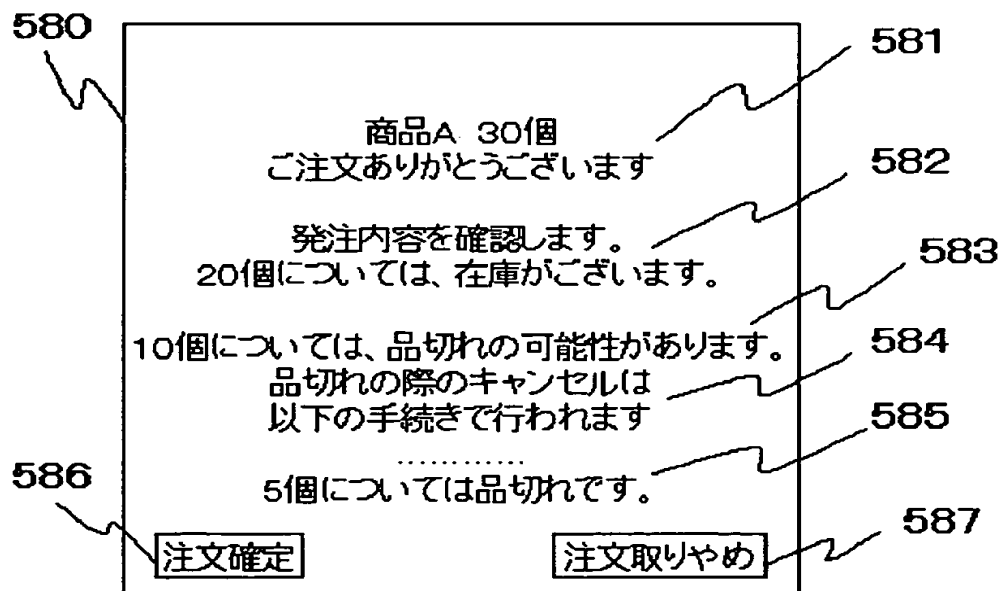 580
581
商品A 30個
ご注文ありがとうございます
582
発注内容を確認します。
20個については、在庫がございます。
583
10個については、品切れの可能性があります。
584
品切れの際のキャンセルは
以下の手続きで行われます
585
…………
5個については品切れです。
586
587
注文確定
注文取りやめ